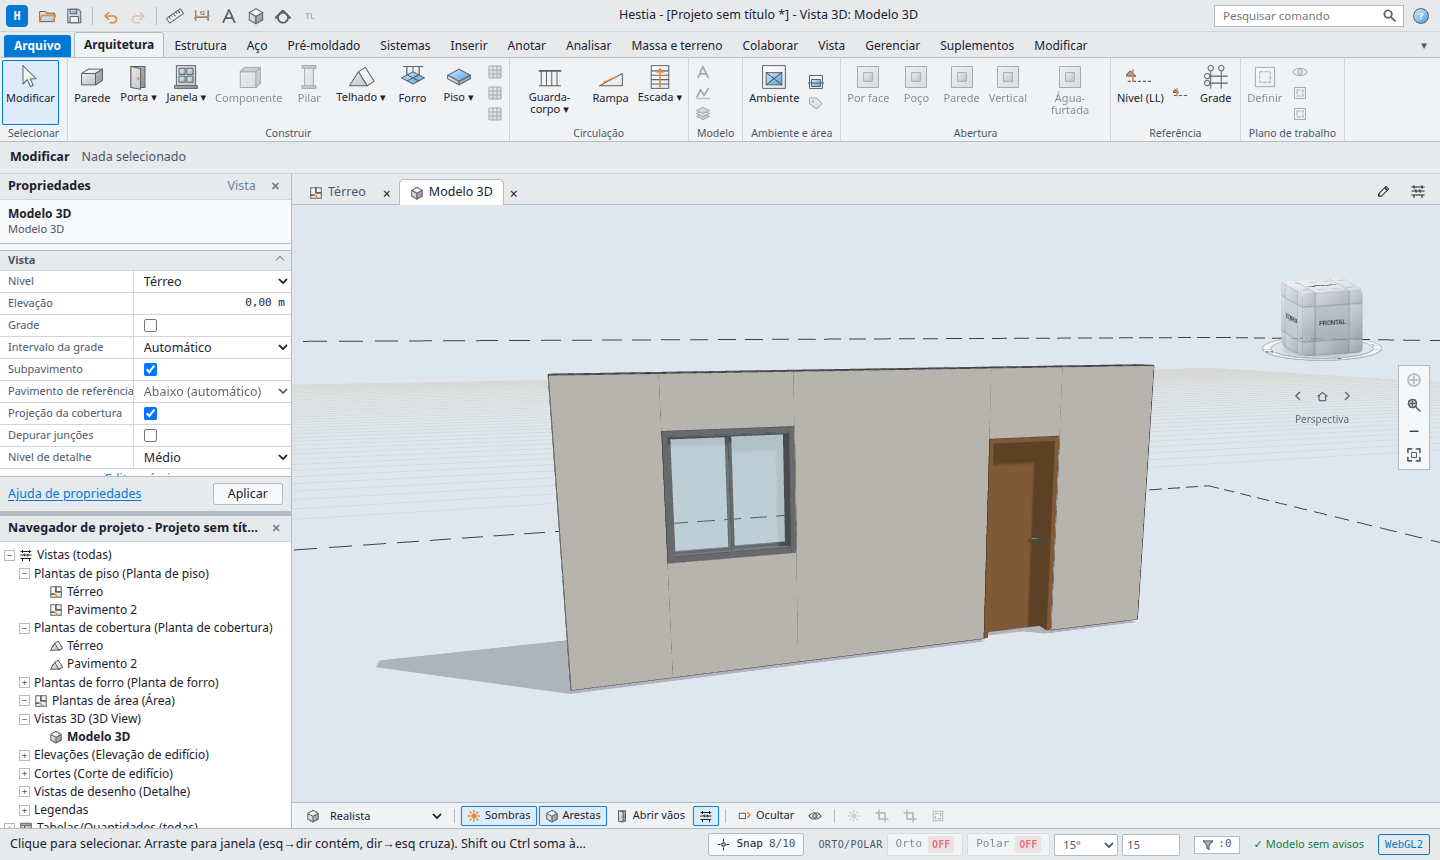 H
TL
Hestia - [Projeto sem título *] - Vista 3D: Modelo 3D
Pesquisar comando
?
Arquivo
Arquitetura
Estrutura
Aço
Pré-moldado
Sistemas
Inserir
Anotar
Analisar
Massa e terreno
Colaborar
Vista
Gerenciar
Suplementos
Modificar
Modificar
Parede
Porta ▾
Janela ▾
Componente
Pilar
Telhado ▾
Forro
Piso ▾
Guarda-
corpo ▾
Rampa
Escada ▾
Ambiente
Por face
Poço
Parede
Vertical
Água-
furtada
Nível (LL)
Grade
Definir
Selecionar
Construir
Circulação
Modelo
Ambiente e área
Abertura
Referência
Plano de trabalho
Modificar Nada selecionado
Propriedades
Vista ×
Modelo 3D
Modelo 3D
Vista
Nível Térreo
Elevação 0,00 m
Grade
Intervalo da grade Automático
Subpavimento
Pavimento de referência Abaixo (automático)
Projeção da cobertura
Depurar junções
Nível de detalhe Médio
Ajuda de propriedades
Aplicar
Navegador de projeto - Projeto sem tít... ×
Vistas (todas)
Plantas de piso (Planta de piso)
Térreo
Pavimento 2
Plantas de cobertura (Planta de cobertura)
Térreo
Pavimento 2
Plantas de forro (Planta de forro)
Plantas de área (Área)
Vistas 3D (3D View)
Modelo 3D
Elevações (Elevação de edifício)
Cortes (Corte de edifício)
Vistas de desenho (Detalhe)
Legendas
Tabelas/Quantidades (todas)
Térreo ×
Modelo 3D ×
FRONTAL
Perspectiva
Realista
Sombras
Arestas
Abrir vãos
Ocultar
Clique para selecionar. Arraste para janela (esq→dir contém, dir→esq cruza). Shift ou Ctrl soma à...
Snap 8/10
ORTO/POLAR
Orto OFF
Polar OFF
15°
15
:0
✓ Modelo sem avisos
WebGL2